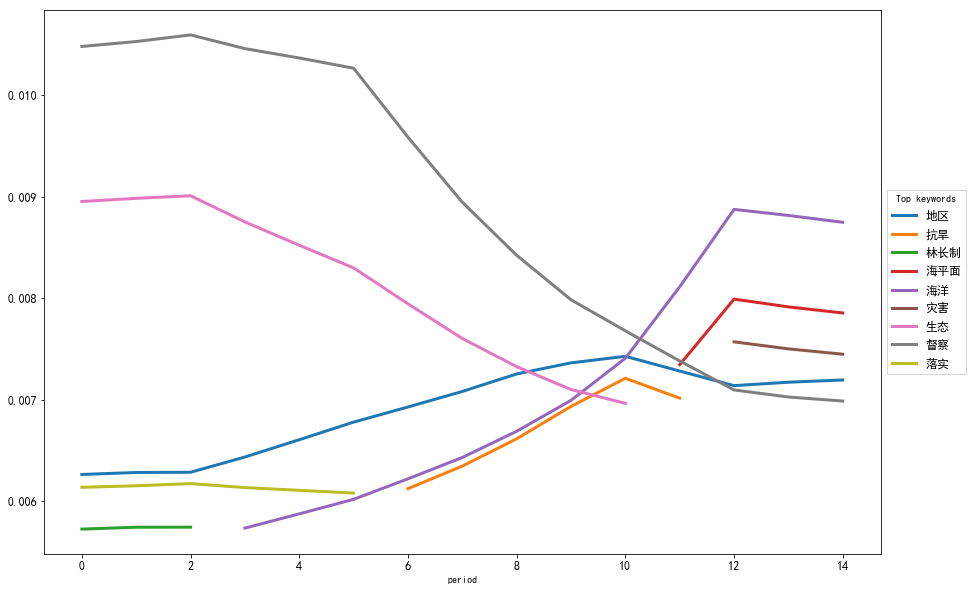 0.010
0.009
0.008
0.007
0.006
0 2 4 6 8 10 12 14
period
Top keywords
地区
抗旱
林长制
海平面
海洋
灾害
生态
督察
落实